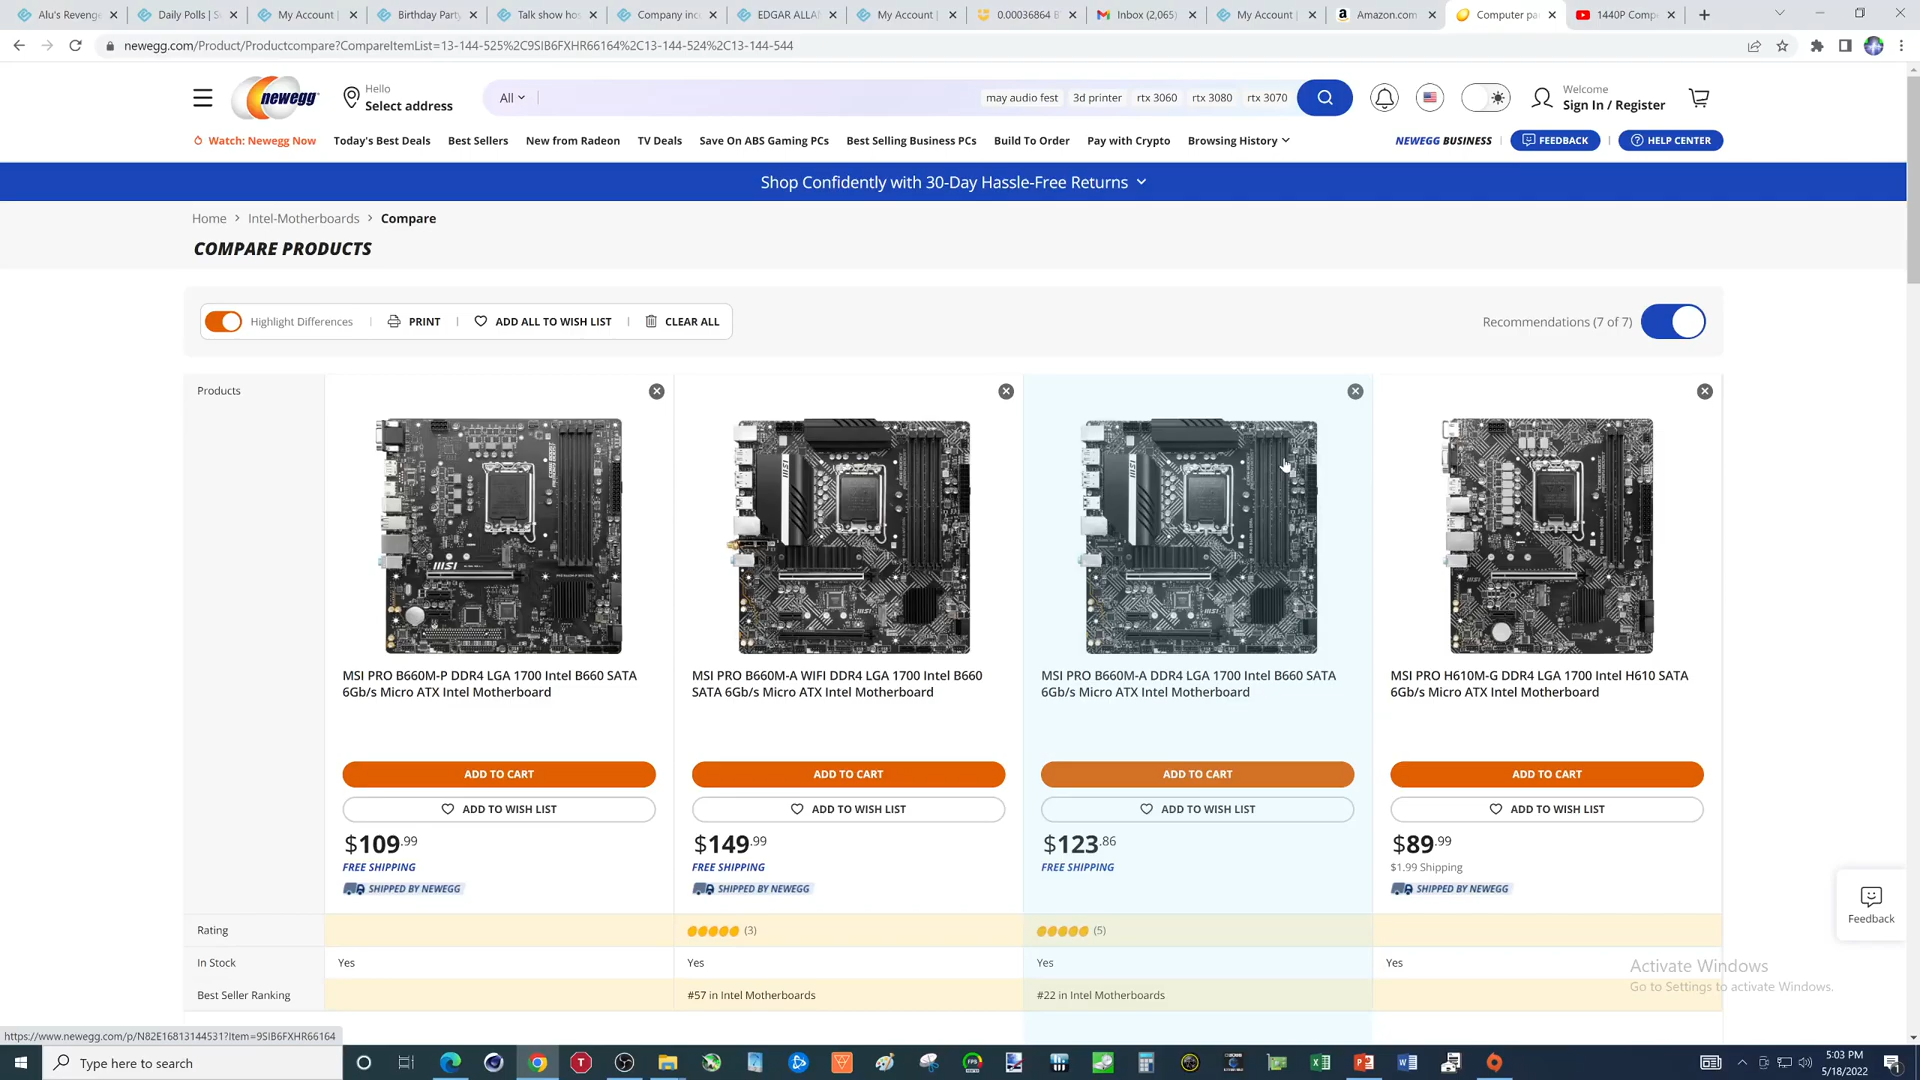 Alu's Revenge
Daily Polls | S
My Account |
Birthday Party
Talk show ho
Company inc
EDGAR ALLA
My Account |
0.00036864 B
Inbox (2,065)
My Account |
Amazon.com
Computer pa
1440P Comp
newegg.com/Product/Productcompare?CompareItemList=13-144-525%2C9SIB6FXHR66164%2C13-144-524%2C13-144-544
newegg
Hello
Select address
All
may audio fest
3d printer
rtx 3060
rtx 3080
rtx 3070
Welcome
Sign In / Register
Watch: Newegg Now
Today's Best Deals
Best Sellers
New from Radeon
TV Deals
Save On ABS Gaming PCs
Best Selling Business PCs
Build To Order
Pay with Crypto
Browsing History
NEWEGG BUSINESS
FEEDBACK
HELP CENTER
Shop Confidently with 30-Day Hassle-Free Returns
Home > Intel-Motherboards > Compare
COMPARE PRODUCTS
Highlight Differences
PRINT
ADD ALL TO WISH LIST
CLEAR ALL
Recommendations (7 of 7)
Products
MSI PRO B660M-P DDR4 LGA 1700 Intel B660 SATA
6Gb/s Micro ATX Intel Motherboard
ADD TO CART
ADD TO WISH LIST
$109.99
FREE SHIPPING
SHIPPED BY NEWEGG
MSI PRO B660M-A WIFI DDR4 LGA 1700 Intel B660
SATA 6Gb/s Micro ATX Intel Motherboard
ADD TO CART
ADD TO WISH LIST
$149.99
FREE SHIPPING
SHIPPED BY NEWEGG
MSI PRO B660M-A DDR4 LGA 1700 Intel B660 SATA
6Gb/s Micro ATX Intel Motherboard
ADD TO CART
ADD TO WISH LIST
$123.86
FREE SHIPPING
MSI PRO H610M-G DDR4 LGA 1700 Intel H610 SATA
6Gb/s Micro ATX Intel Motherboard
ADD TO CART
ADD TO WISH LIST
$89.99
$1.99 Shipping
SHIPPED BY NEWEGG
Rating
(3)
(5)
In Stock
Yes
Yes
Yes
Yes
Best Seller Ranking
#57 in Intel Motherboards
#22 in Intel Motherboards
Feedback
Activate Windows
Go to Settings to activate Windows.
https://www.newegg.com/p/N82E16813144531?Item=9SIB6FXHR66164
Type here to search
5:03 PM
5/18/2022